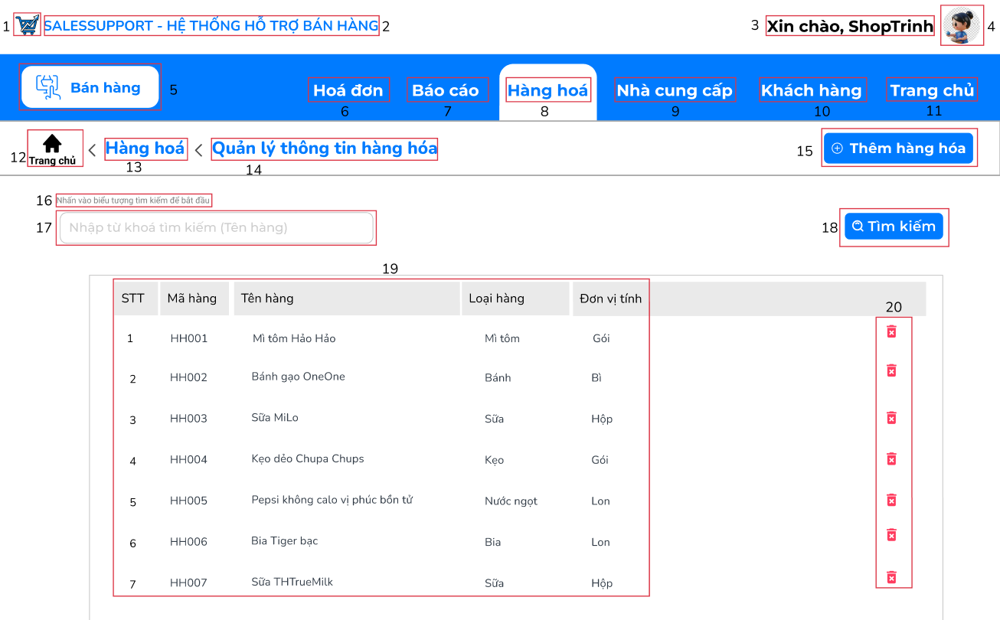 1 SALESSUPPORT - HỆ THỐNG HỖ TRỢ BÁN HÀNG 2 3 Xin chào, ShopTrinh 4
Bán hàng 5 Hoá đơn Báo cáo Hàng hoá Nhà cung cấp Khách hàng Trang chủ
6 7 8 9 10 11
12 Trang chủ < Hàng hoá < Quản lý thông tin hàng hóa 15 Thêm hàng hóa
13 14
16 Nhấn vào biểu tượng tìm kiếm để bắt đầu
17 Nhập từ khoá tìm kiếm (Tên hàng) 18 Tìm kiếm
19
STT Mã hàng Tên hàng Loại hàng Đơn vị tính 20
1 HH001 Mì tôm Hảo Hảo Mì tôm Gói
2 HH002 Bánh gạo OneOne Bánh Bì
3 HH003 Sữa MiLo Sữa Hộp
4 HH004 Kẹo dẻo Chupa Chups Kẹo Gói
5 HH005 Pepsi không calo vị phúc bồn tử Nước ngọt Lon
6 HH006 Bia Tiger bạc Bia Lon
7 HH007 Sữa THTrueMilk Sữa Hộp